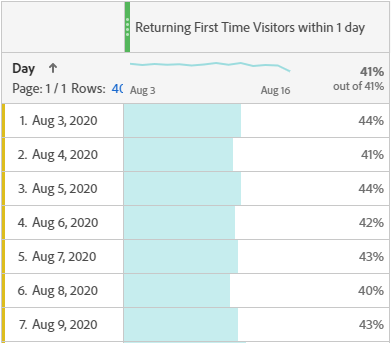 Returning First Time Visitors within 1 day
Day ↑
41%
out of 41%
Page: 1 / 1 Rows: 40
Aug 3
Aug 16
1. Aug 3, 2020 44%
2. Aug 4, 2020 41%
3. Aug 5, 2020 44%
4. Aug 6, 2020 42%
5. Aug 7, 2020 43%
6. Aug 8, 2020 40%
7. Aug 9, 2020 43%